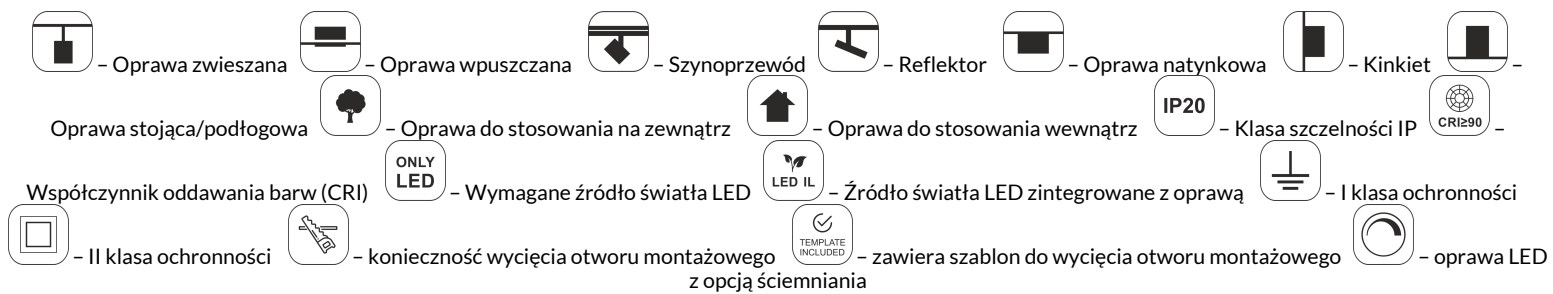 – Oprawa zwieszana – Oprawa wpuszczana – Szynoprzewód – Reflektor – Oprawa natynkowa – Kinkiet –
Oprawa stojąca/podłogowa – Oprawa do stosowania na zewnątrz – Oprawa do stosowania wewnątrz IP20 – Klasa szczelności IP CRI≥90 –
Współczynnik oddawania barw (CRI) ONLY LED – Wymagane źródło światła LED LED IL – Źródło światła LED zintegrowane z oprawą – I klasa ochronności
– II klasa ochronności – konieczność wycięcia otworu montażowego TEMPLATE INCLUDED – zawiera szablon do wycięcia otworu montażowego – oprawa LED
z opcją ściemniania